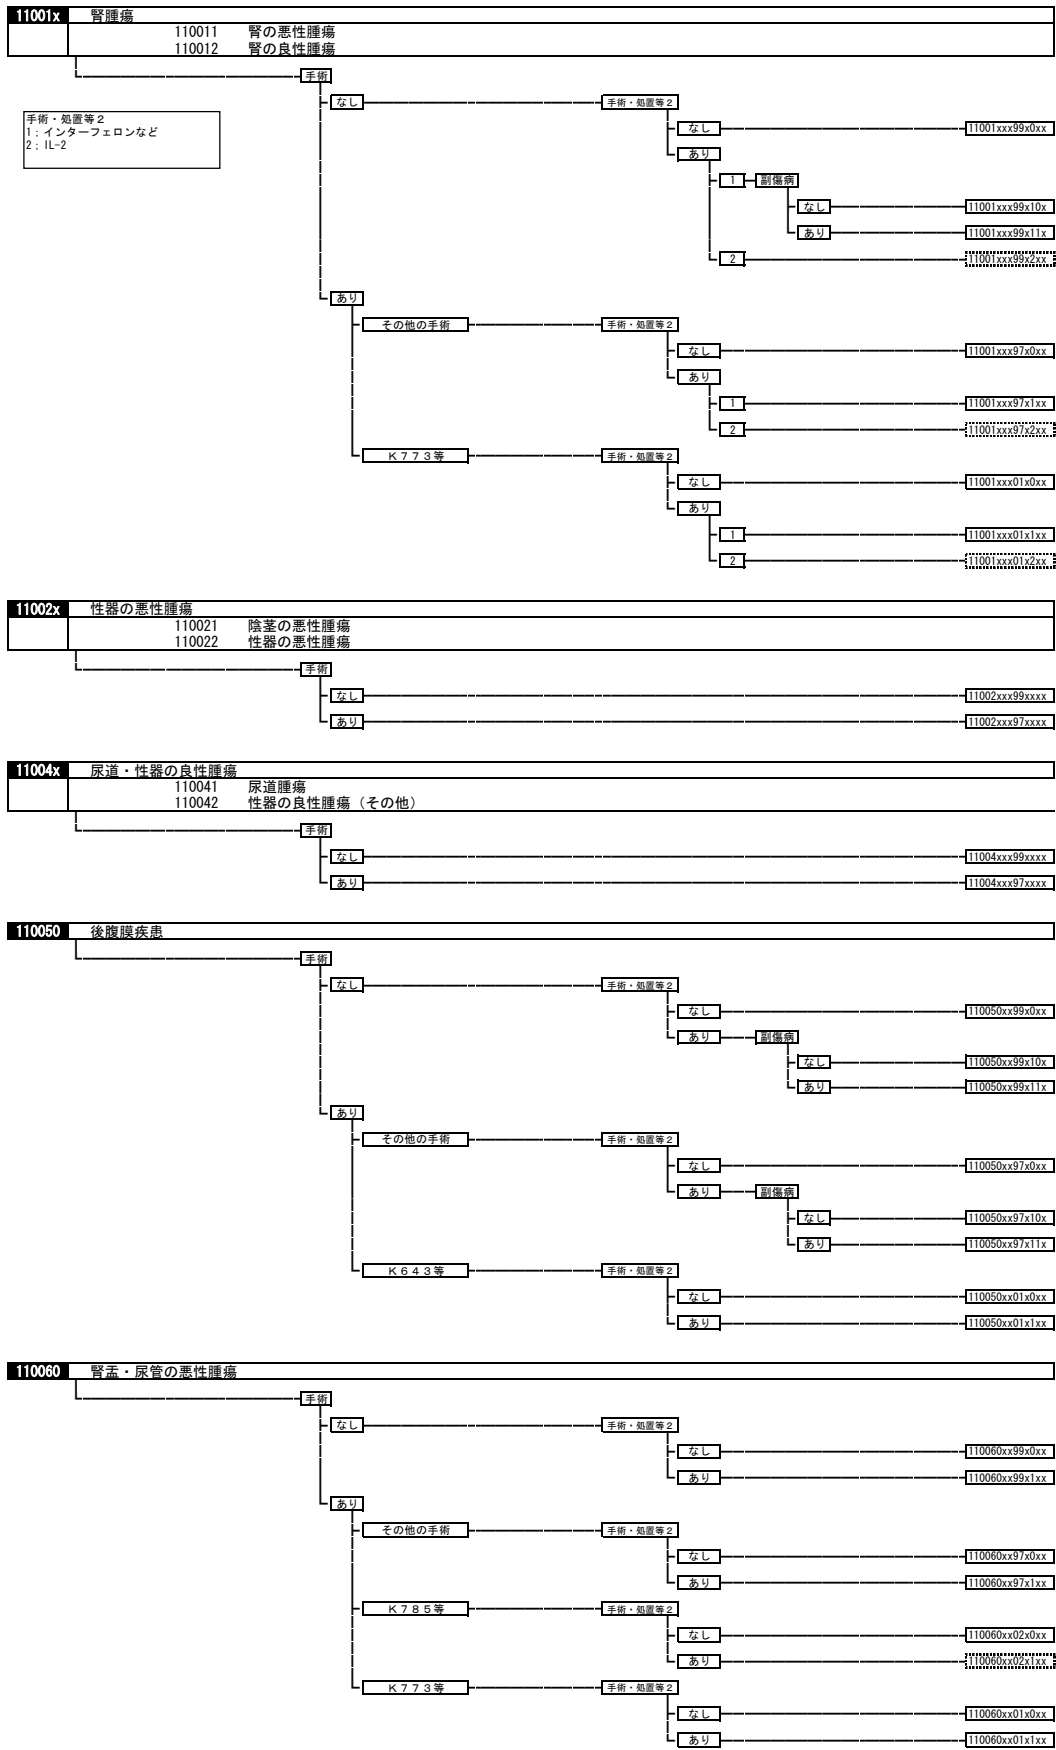 11001x 腎腫瘍
110011 腎の悪性腫瘍
110012 腎の良性腫瘍
手術
なし 手術・処置等2
手術・処置等2
1；インターフェロンなど
2；IL-2
なし 11001xxx99x0xx
あり
1 副傷病
なし 11001xxx99x10x
あり 11001xxx99x11x
2 11001xxx99x2xx
あり
その他の手術 手術・処置等2
なし 11001xxx97x0xx
あり
1 11001xxx97x1xx
2 11001xxx97x2xx
K773等 手術・処置等2
なし 11001xxx01x0xx
あり
1 11001xxx01x1xx
2 11001xxx01x2xx
11002x 性器の悪性腫瘍
110021 陰茎の悪性腫瘍
110022 性器の悪性腫瘍
手術
なし 11002xxx99xxxx
あり 11002xxx97xxxx
11004x 尿道・性器の良性腫瘍
110041 尿道腫瘍
110042 性器の良性腫瘍（その他）
手術
なし 11004xxx99xxxx
あり 11004xxx97xxxx
110050 後腹膜疾患
手術
なし 手術・処置等2
なし 110050xx99x0xx
あり 副傷病
なし 110050xx99x10x
あり 110050xx99x11x
あり
その他の手術 手術・処置等2
なし 110050xx97x0xx
あり 副傷病
なし 110050xx97x10x
あり 110050xx97x11x
K643等 手術・処置等2
なし 110050xx01x0xx
あり 110050xx01x1xx
110060 腎盂・尿管の悪性腫瘍
手術
なし 手術・処置等2
なし 110060xx99x0xx
あり 110060xx99x1xx
あり
その他の手術 手術・処置等2
なし 110060xx97x0xx
あり 110060xx97x1xx
K785等 手術・処置等2
なし 110060xx02x0xx
あり 110060xx02x1xx
K773等 手術・処置等2
なし 110060xx01x0xx
あり 110060xx01x1xx